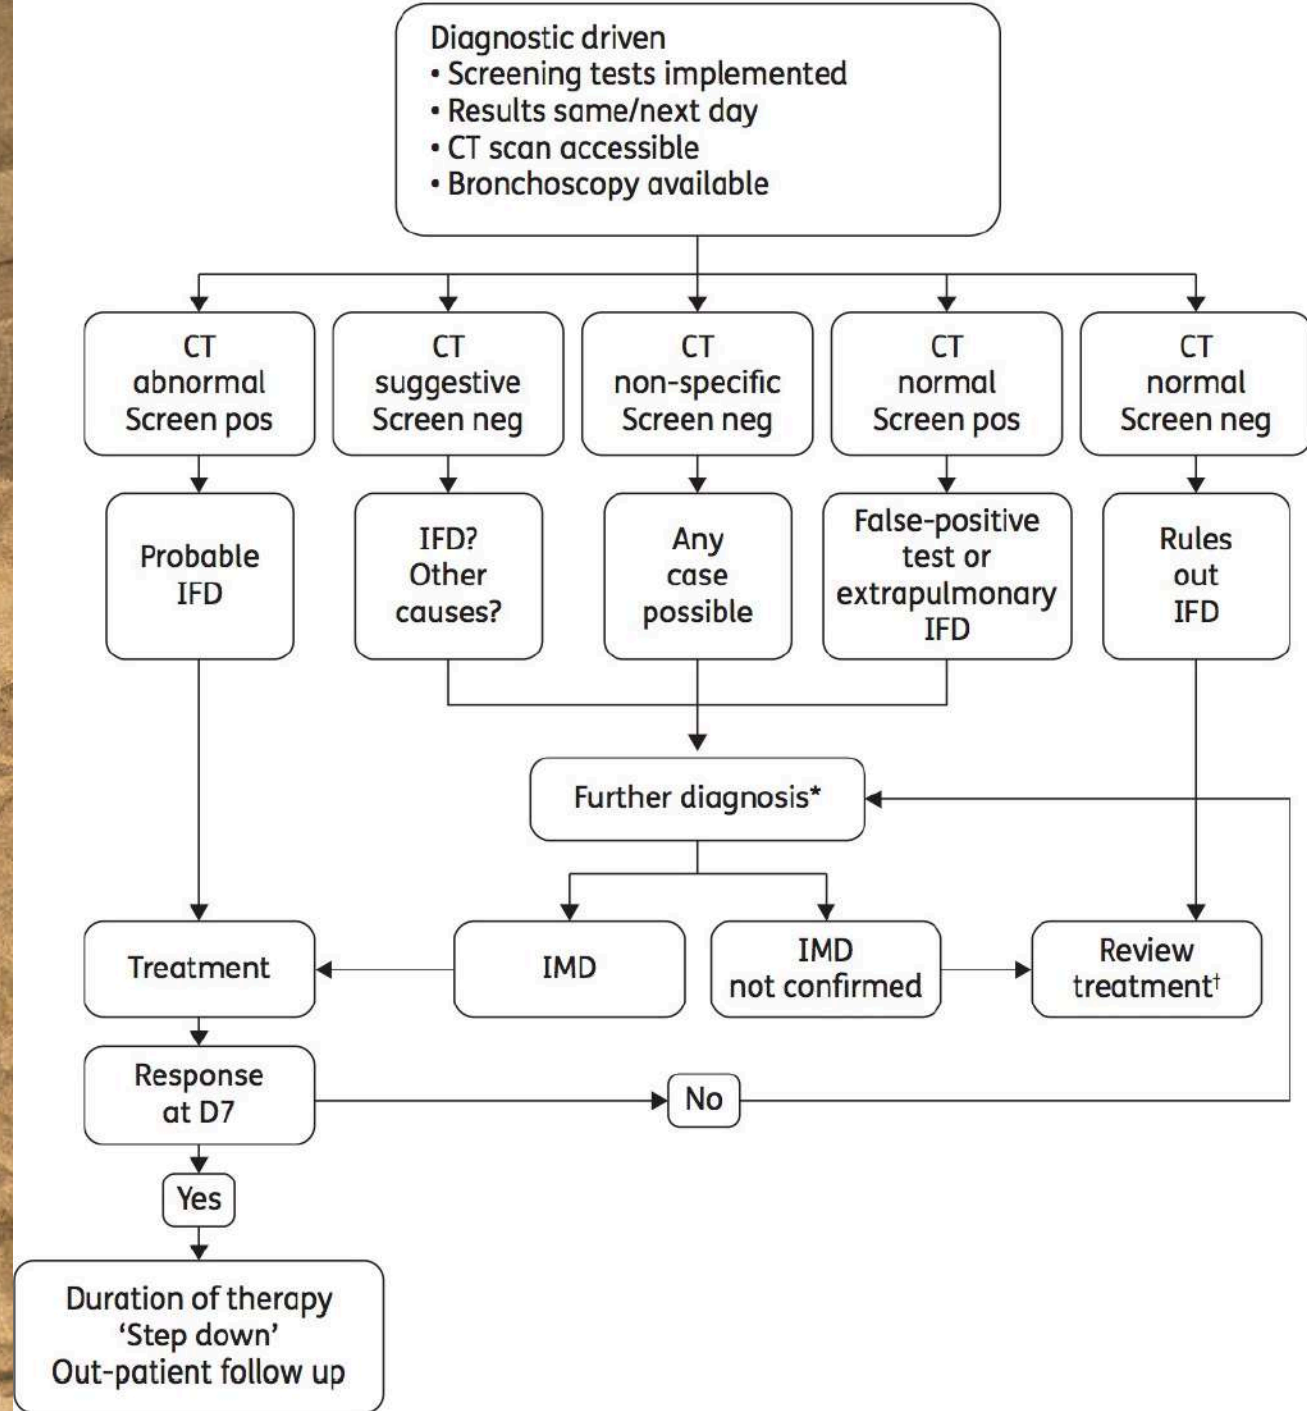 Diagnostic driven
• Screening tests implemented
• Results same/next day
• CT scan accessible
• Bronchoscopy available
CT
abnormal
Screen pos
CT
suggestive
Screen neg
CT
non-specific
Screen neg
CT
normal
Screen pos
CT
normal
Screen neg
Probable
IFD
IFD?
Other
causes?
Any
case
possible
False-positive
test or
extrapulmonary
IFD
Rules
out
IFD
Further diagnosis*
Treatment
IMD
IMD
not confirmed
Review
treatment†
Response
at D7
No
Yes
Duration of therapy
‘Step down’
Out-patient follow up